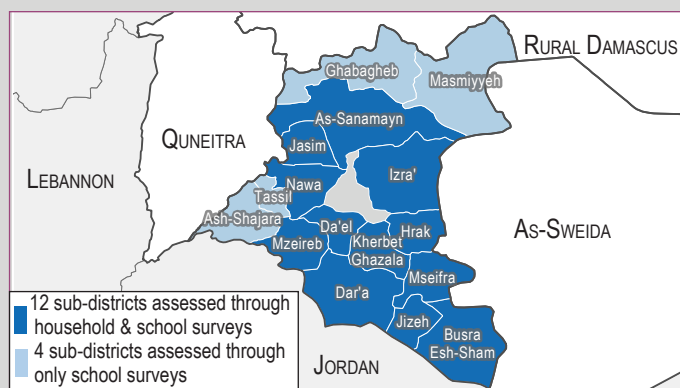 RURAL DAMASCUS
Ghabagheb
Masmiyyeh
As-Sanamayn
QUNEITRA
Jasim
Izra'
LEBANNON
Nawa
Tassil
Ash-Shajara
Da'el
Hrak
AS-SWEIDA
Mzeireb
Kherbet
Ghazala
Mseifra
Dar'a
Jizeh
Busra
Esh-Sham
12 sub-districts assessed through
household & school surveys
4 sub-districts assessed through
only school surveys
JORDAN